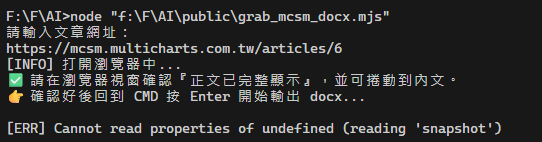 F:\F\AI>node "f:\F\AI\public\grab_mcsm_docx.mjs"
請輸入文章網址：
https://mcsm.multicharts.com.tw/articles/6
[INFO] 打開瀏覽器中...
✅ 請在瀏覽器視窗確認『正文已完整顯示』，並可捲動到內文。
👉 確認好後回到 CMD 按 Enter 開始輸出 docx...
[ERR] Cannot read properties of undefined (reading 'snapshot')